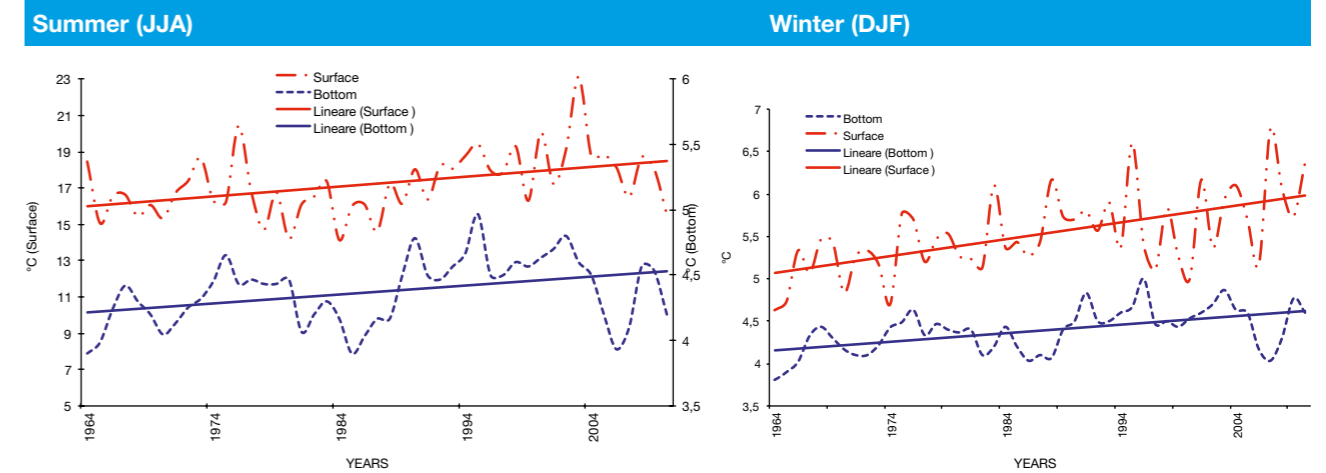 Summer (JJA)
Winter (DJF)
23
21
19
17
15
13
11
9
7
5
°C (Surface)
Surface
Bottom
Lineare (Surface )
Lineare (Bottom )
6
5,5
5
4,5
4
3,5
°C (Bottom)
1964
1974
1984
1994
2004
YEARS
7
6,5
6
5,5
5
4,5
4
3,5
°C
Bottom
Surface
Lineare (Bottom )
Lineare (Surface )
1964
1974
1984
1994
2004
YEARS